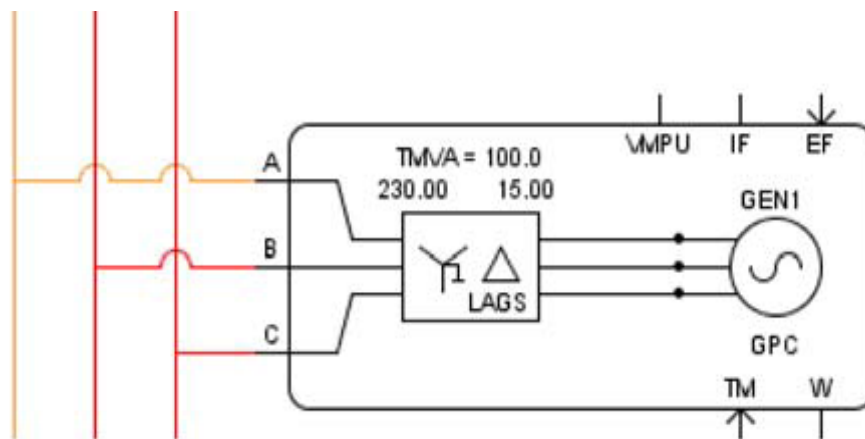 VMPU IF EF
A
TMVA = 100.0
230.00 15.00
GEN1
B
LAGS
C
GPC
TM W